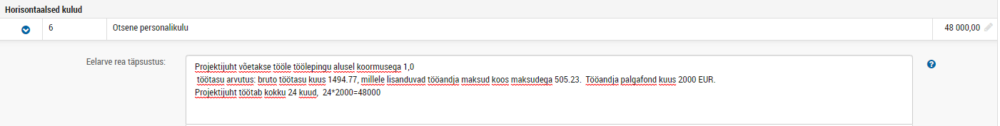 Horisontaalsed kulud
6 Otsene personalikulu 48 000,00
Eelarve rea täpsustus:
Projektijuht võetakse tööle töölepingu alusel koormusega 1,0
töötasu arvutus: bruto töötasu kuus 1494.77, millele lisanduvad tööandja maksud koos maksudega 505.23. Tööandja palgafond kuus 2000 EUR.
Projektijuht töötab kokku 24 kuud, 24*2000=48000